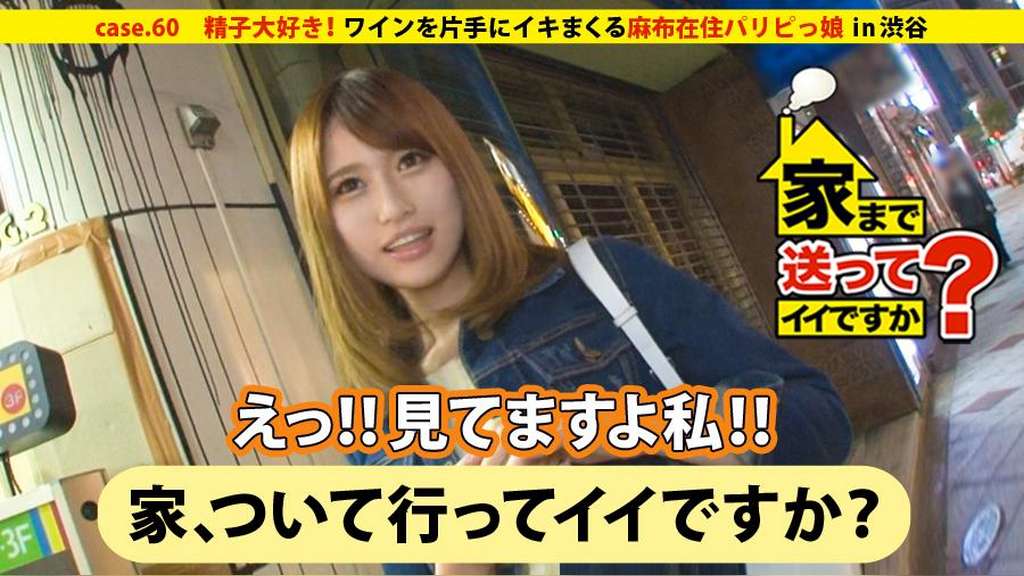 case.60 精子大好き! ワインを片手にイキまくる麻布在住パリピっ娘 in 渋谷
家まで
送って
イイですか?
えっ!!見てますよ私!!
家、ついて行ってイイですか?
3F
3F